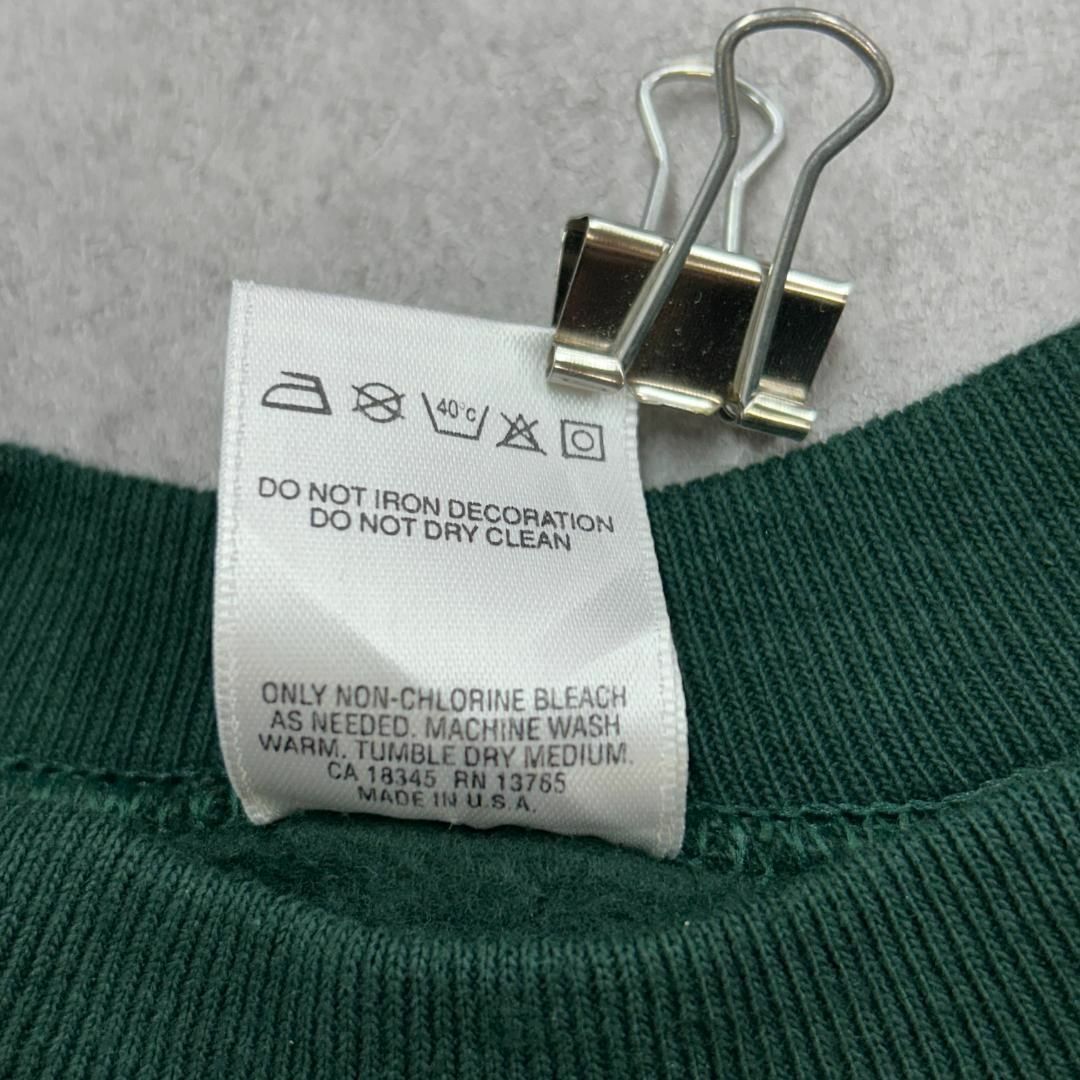 40°c
DO NOT IRON DECORATION
DO NOT DRY CLEAN
ONLY NON-CHLORINE BLEACH
AS NEEDED. MACHINE WASH
WARM. TUMBLE DRY MEDIUM.
CA 18345 RN 13765
MADE IN U.S.A.